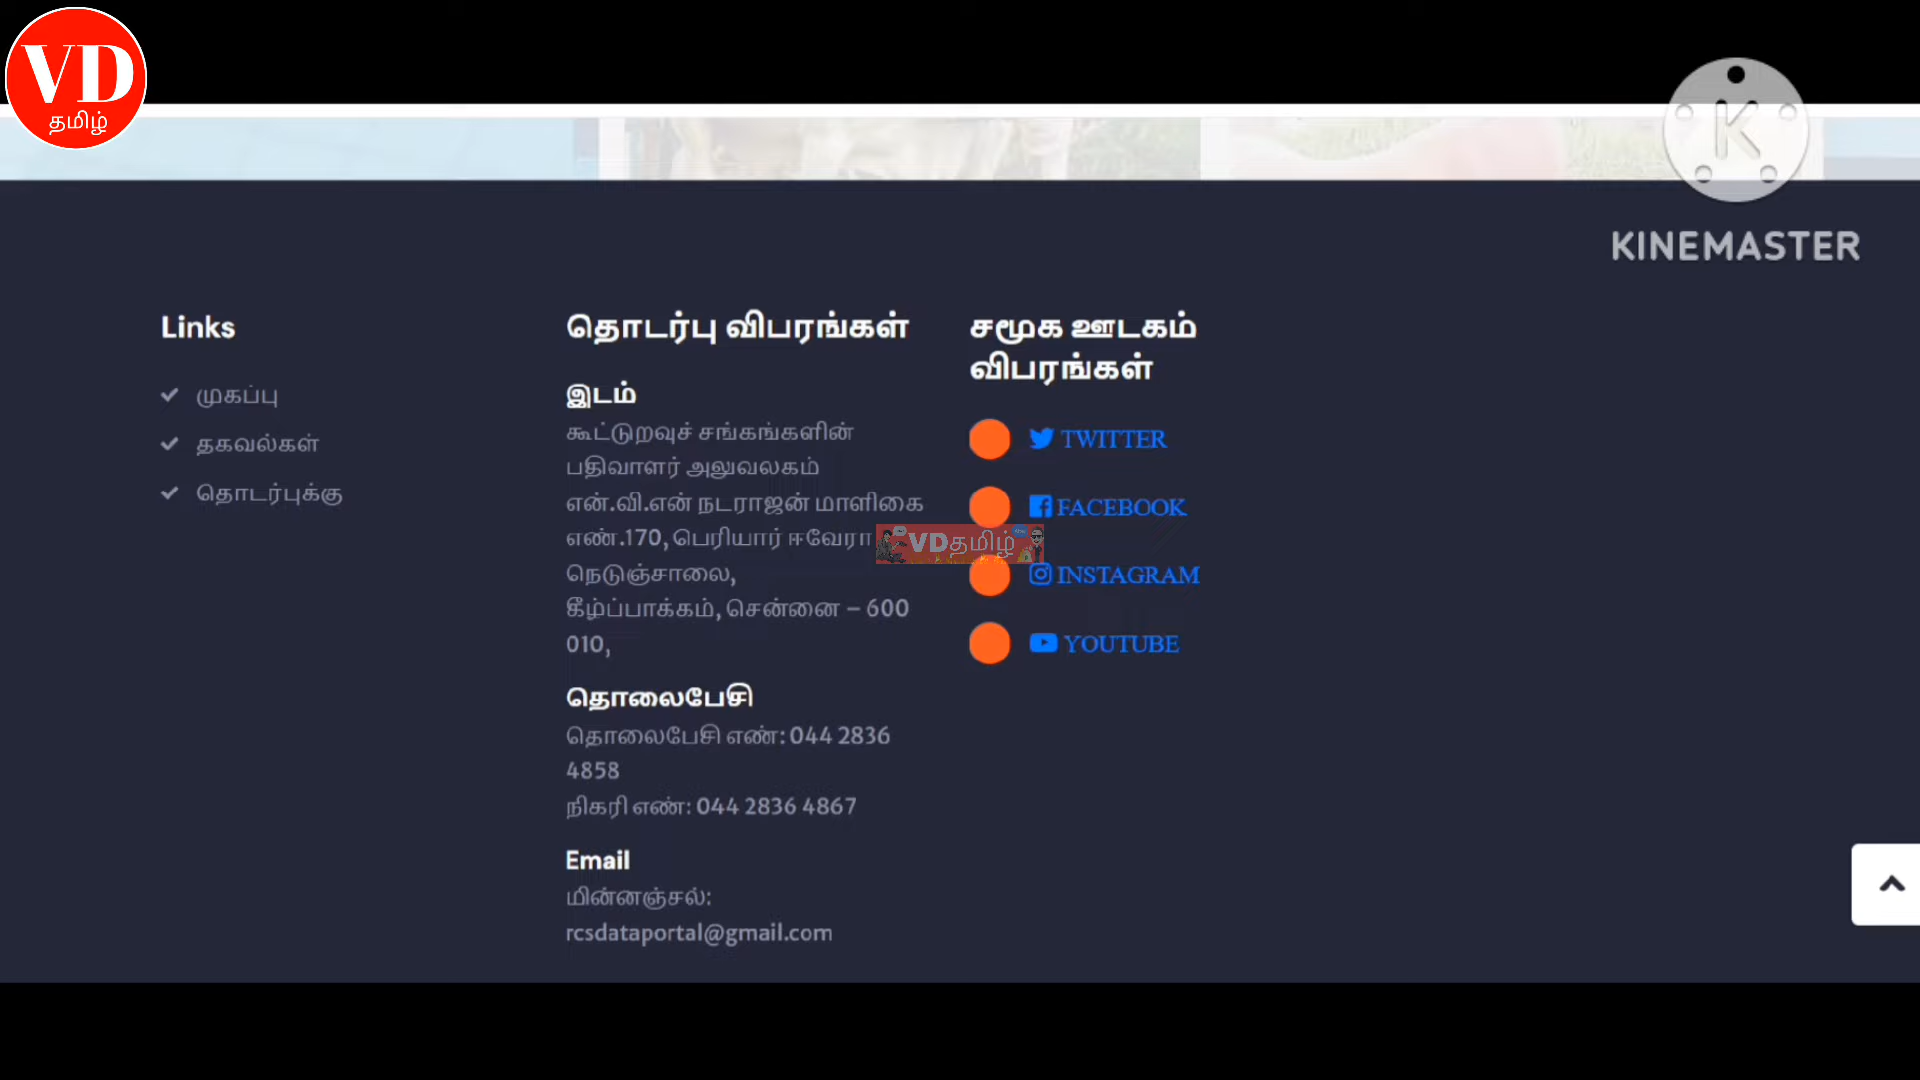 VD
தமிழ்
KINEMASTER
Links
முகப்பு
தகவல்கள்
தொடர்புக்கு
தொடர்பு விபரங்கள்
இடம்
கூட்டுறவுச் சங்கங்களின்
பதிவாளர் அலுவலகம்
என்.வி.என் நடராஜன் மாளிகை
எண்.170, பெரியார் ஈவேரா
நெடுஞ்சாலை,
கீழ்ப்பாக்கம், சென்னை – 600
010,
தொலைபேசி
தொலைபேசி எண்: 044 2836
4858
நிகரி எண்: 044 2836 4867
Email
மின்னஞ்சல்:
rcsdataportal@gmail.com
சமூக ஊடகம்
விபரங்கள்
TWITTER
FACEBOOK
VDதமிழ்
INSTAGRAM
YOUTUBE